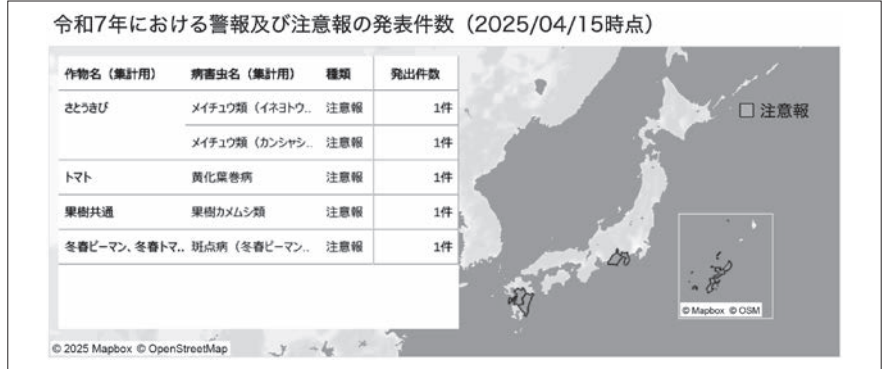 令和7年における警報及び注意報の発表件数（2025/04/15時点）
作物名（集計用） 病害虫名（集計用） 種類 発出件数
さとうきび メイチュウ類（イネヨトウ.. 注意報 1件
メイチュウ類（カンシャシ.. 注意報 1件
トマト 黄化葉巻病 注意報 1件
果樹共通 果樹カメムシ類 注意報 1件
冬春ピーマン、冬春トマ.. 斑点病（冬春ピーマン.. 注意報 1件
注意報
© Mapbox © OSM
© 2025 Mapbox © OpenStreetMap